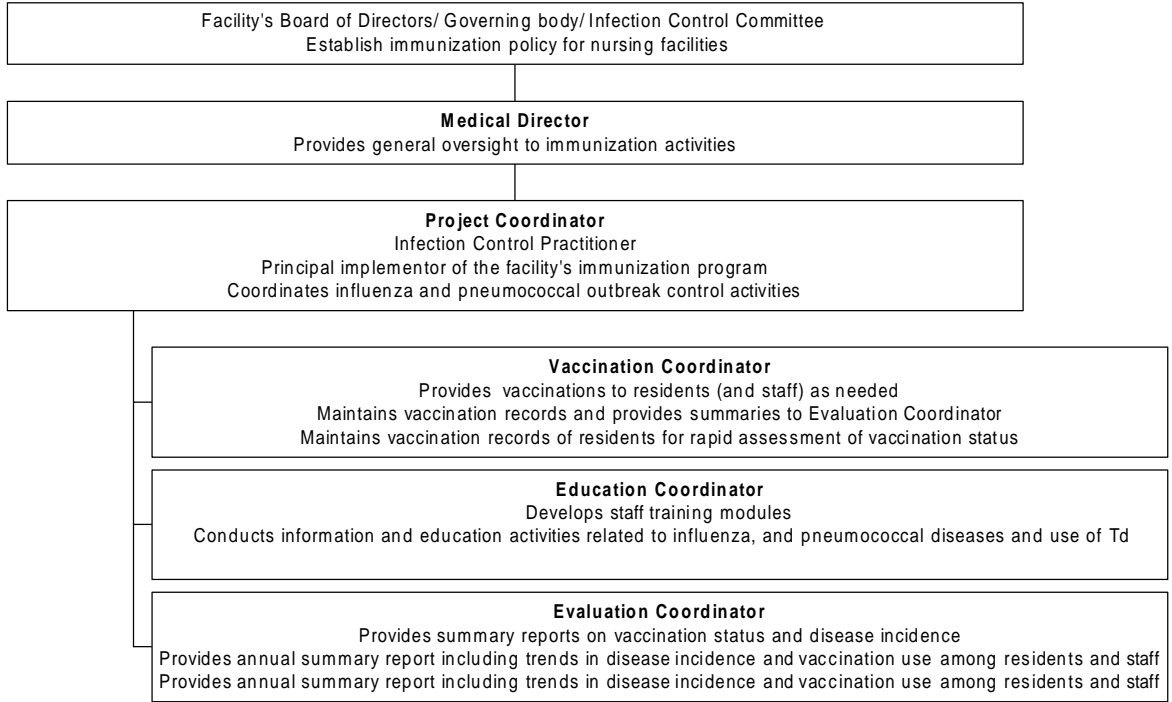 Facility's Board of Directors/ Governing body/ Infection Control Committee
Establish immunization policy for nursing facilities
Medical Director
Provides general oversight to immunization activities
Project Coordinator
Infection Control Practitioner
Principal implementor of the facility's immunization program
Coordinates influenza and pneumococcal outbreak control activities
Vaccination Coordinator
Provides vaccinations to residents (and staff) as needed
Maintains vaccination records and provides summaries to Evaluation Coordinator
Maintains vaccination records of residents for rapid assessment of vaccination status
Education Coordinator
Develops staff training modules
Conducts information and education activities related to influenza, and pneumococcal diseases and use of Td
Evaluation Coordinator
Provides summary reports on vaccination status and disease incidence
Provides annual summary report including trends in disease incidence and vaccination use among residents and staff
Provides annual summary report including trends in disease incidence and vaccination use among residents and staff